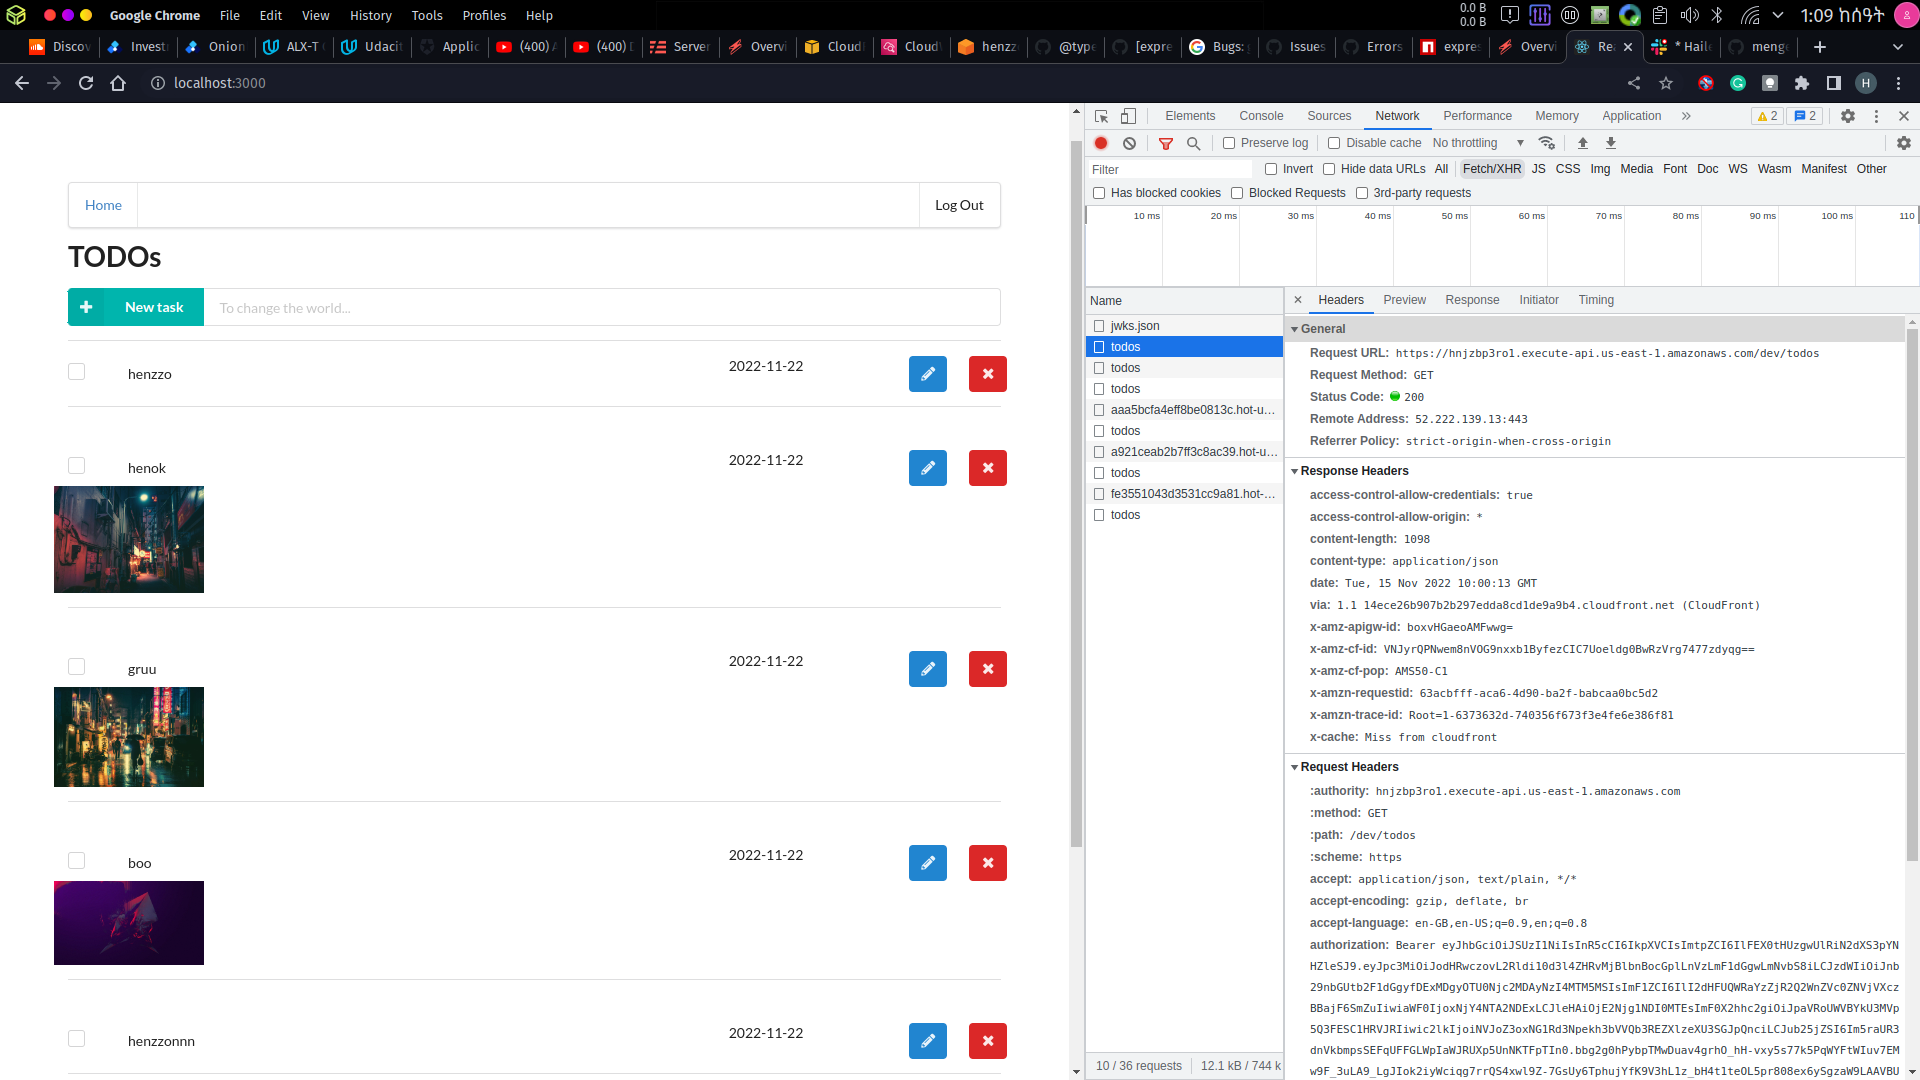 Google Chrome File Edit View History Tools Profiles Help 0.0 B 0.0 B 1:09 ከሰዓት
Discov Invest Onion ALX-T Udacit Applic (400) (400) Server Overvi Cloud Cloud henzz @type [expre Bugs: Issues Errors expres Overvi Re * Haile meng
localhost:3000 H
Elements Console Sources Network Performance Memory Application 2 2
Preserve log Disable cache No throttling
Filter Invert Hide data URLs All Fetch/XHR JS CSS Img Media Font Doc WS Wasm Manifest Other
Has blocked cookies Blocked Requests 3rd-party requests
10 ms 20 ms 30 ms 40 ms 50 ms 60 ms 70 ms 80 ms 90 ms 100 ms 110
Home Log Out
TODOs
New task To change the world...
henzzo 2022-11-22
henok 2022-11-22
gruu 2022-11-22
boo 2022-11-22
henzzonnn 2022-11-22
Name
jwks.json
todos
todos
todos
aaa5bcfa4eff8be0813c.hot-u…
todos
a921ceab2b7ff3c8ac39.hot-u…
todos
fe3551043d3531cc9a81.hot-…
todos
10 / 36 requests 12.1 kB / 744 k
Headers Preview Response Initiator Timing
General
Request URL: https://hnjzbp3ro1.execute-api.us-east-1.amazonaws.com/dev/todos
Request Method: GET
Status Code: 200
Remote Address: 52.222.139.13:443
Referrer Policy: strict-origin-when-cross-origin
Response Headers
access-control-allow-credentials: true
access-control-allow-origin: *
content-length: 1098
content-type: application/json
date: Tue, 15 Nov 2022 10:00:13 GMT
via: 1.1 14ece26b907b2b297edda8cd1de9a9b4.cloudfront.net (CloudFront)
x-amz-apigw-id: boxvHGaeoAMFwwg=
x-amz-cf-id: VNJyrQPNwem8nVOG9nxxb1ByfezCIC7Uoeldg0BwRzVrg7477zdyqg==
x-amz-cf-pop: AMS50-C1
x-amzn-requestid: 63acbfff-aca6-4d90-ba2f-babcaa0bc5d2
x-amzn-trace-id: Root=1-6373632d-740356f673f3e4fe6e386f81
x-cache: Miss from cloudfront
Request Headers
:authority: hnjzbp3ro1.execute-api.us-east-1.amazonaws.com
:method: GET
:path: /dev/todos
:scheme: https
accept: application/json, text/plain, */*
accept-encoding: gzip, deflate, br
accept-language: en-GB,en-US;q=0.9,en;q=0.8
authorization: Bearer